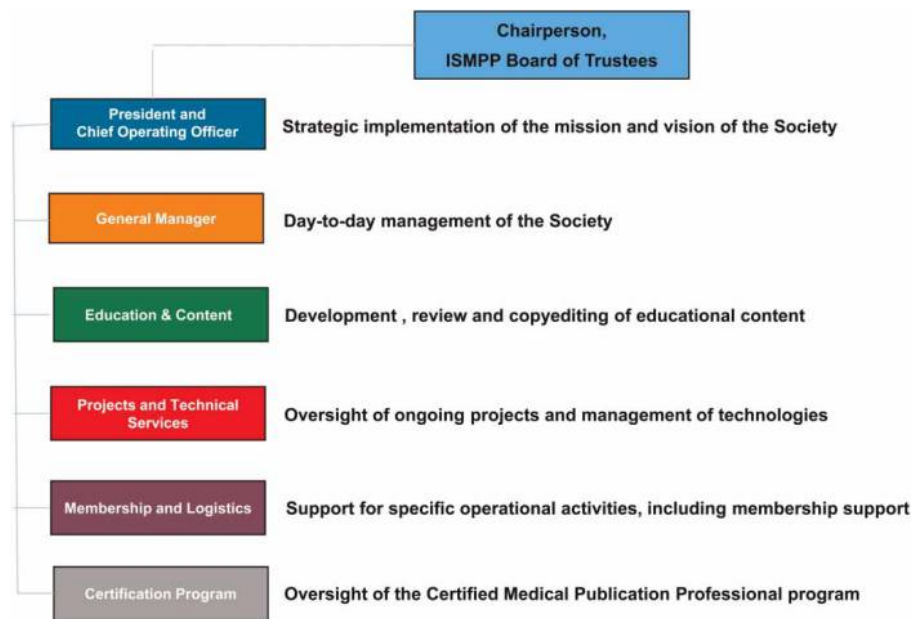 Chairperson,
ISMPP Board of Trustees
President and
Chief Operating Officer
Strategic implementation of the mission and vision of the Society
General Manager
Day-to-day management of the Society
Education & Content
Development , review and copyediting of educational content
Projects and Technical
Services
Oversight of ongoing projects and management of technologies
Membership and Logistics
Support for specific operational activities, including membership support
Certification Program
Oversight of the Certified Medical Publication Professional program